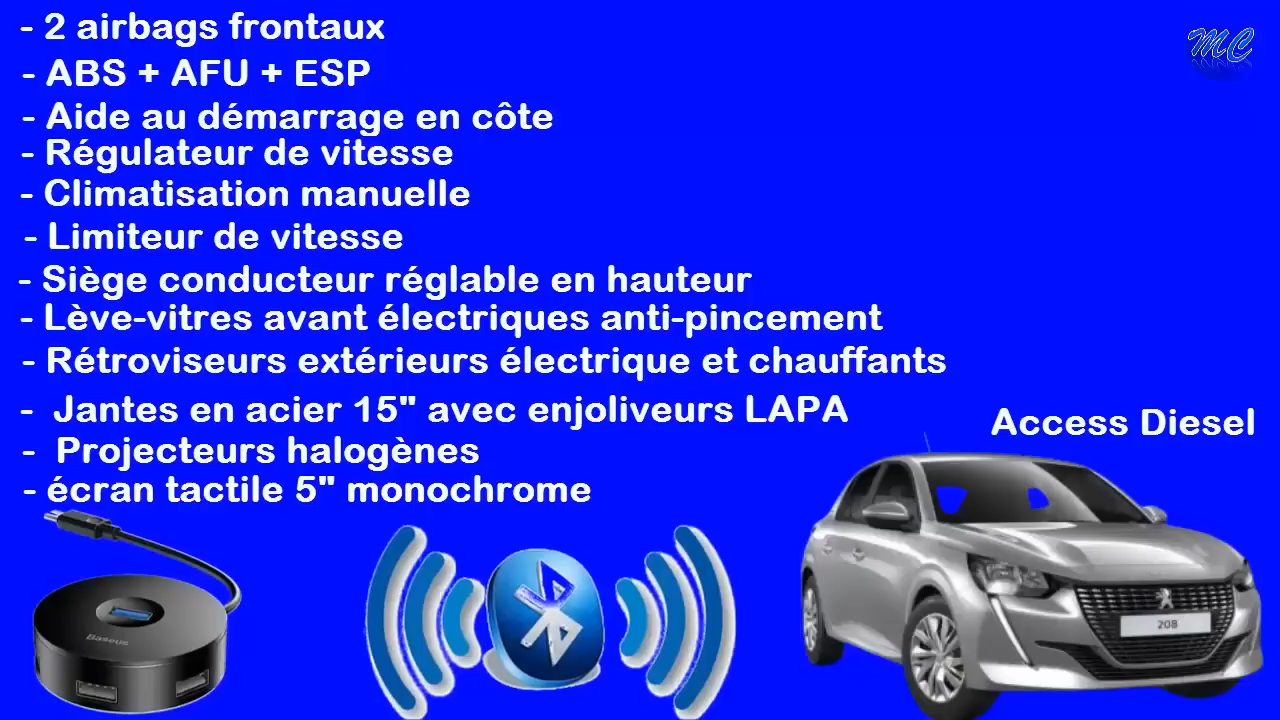 - 2 airbags frontaux
MC
- ABS + AFU + ESP
- Aide au démarrage en côte
- Régulateur de vitesse
- Climatisation manuelle
- Limiteur de vitesse
- Siège conducteur réglable en hauteur
- Lève-vitres avant électriques anti-pincement
- Rétroviseurs extérieurs électrique et chauffants
- Jantes en acier 15" avec enjoliveurs LAPA
Access Diesel
- Projecteurs halogènes
- écran tactile 5" monochrome
Baseus
208